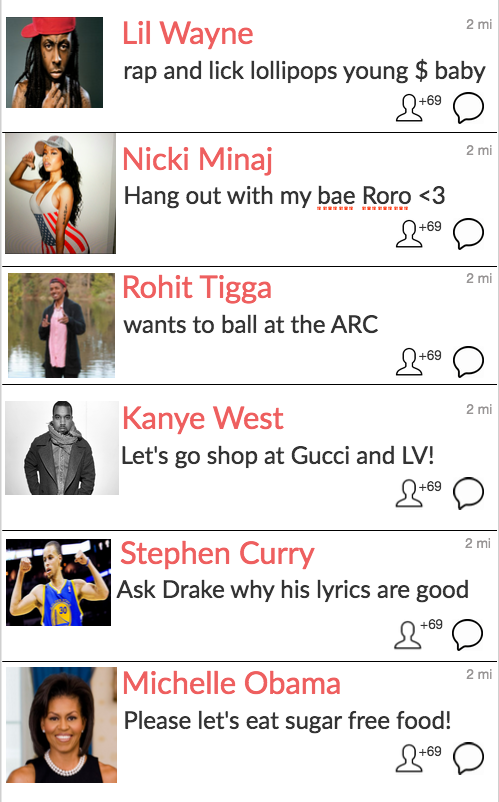 Lil Wayne 2 mi
rap and lick lollipops young $ baby
+69
Nicki Minaj 2 mi
Hang out with my bae Roro <3
+69
Rohit Tigga 2 mi
wants to ball at the ARC
+69
Kanye West 2 mi
Let's go shop at Gucci and LV!
+69
Stephen Curry 2 mi
Ask Drake why his lyrics are good
+69
30
Michelle Obama 2 mi
Please let's eat sugar free food!
+69